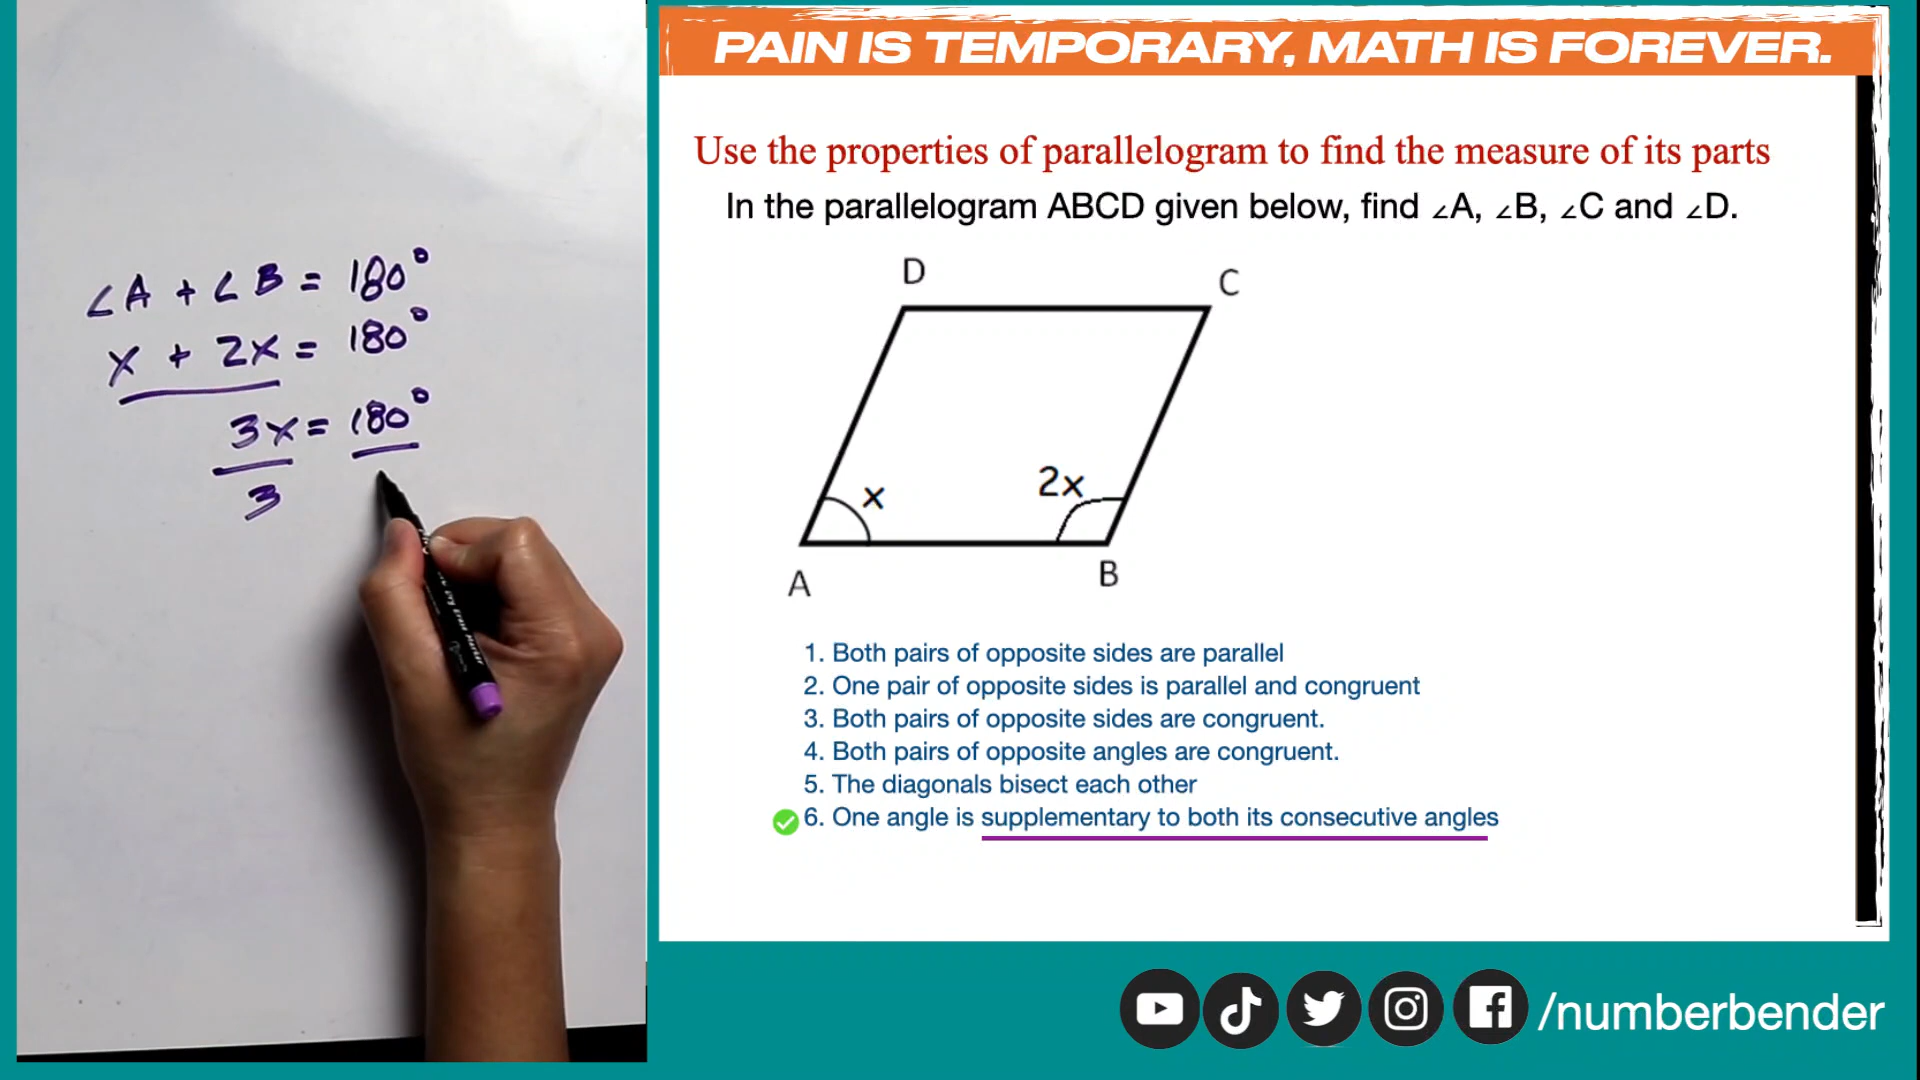 ∠A + ∠B = 180°
x + 2x = 180°
3x = 180°
3
PAIN IS TEMPORARY, MATH IS FOREVER.
Use the properties of parallelogram to find the measure of its parts
In the parallelogram ABCD given below, find ∠A, ∠B, ∠C and ∠D.
D
C
x
2x
A
B
1. Both pairs of opposite sides are parallel
2. One pair of opposite sides is parallel and congruent
3. Both pairs of opposite sides are congruent.
4. Both pairs of opposite angles are congruent.
5. The diagonals bisect each other
6. One angle is supplementary to both its consecutive angles
/numberbender